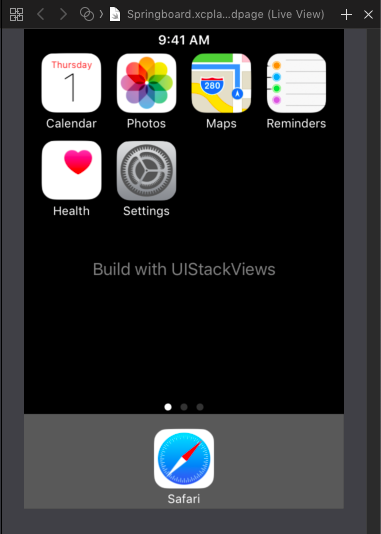 Springboard.xcpla...dpage (Live View)
9:41 AM
Thursday
1
280
Calendar Photos Maps Reminders
Health Settings
Build with UIStackViews
Safari